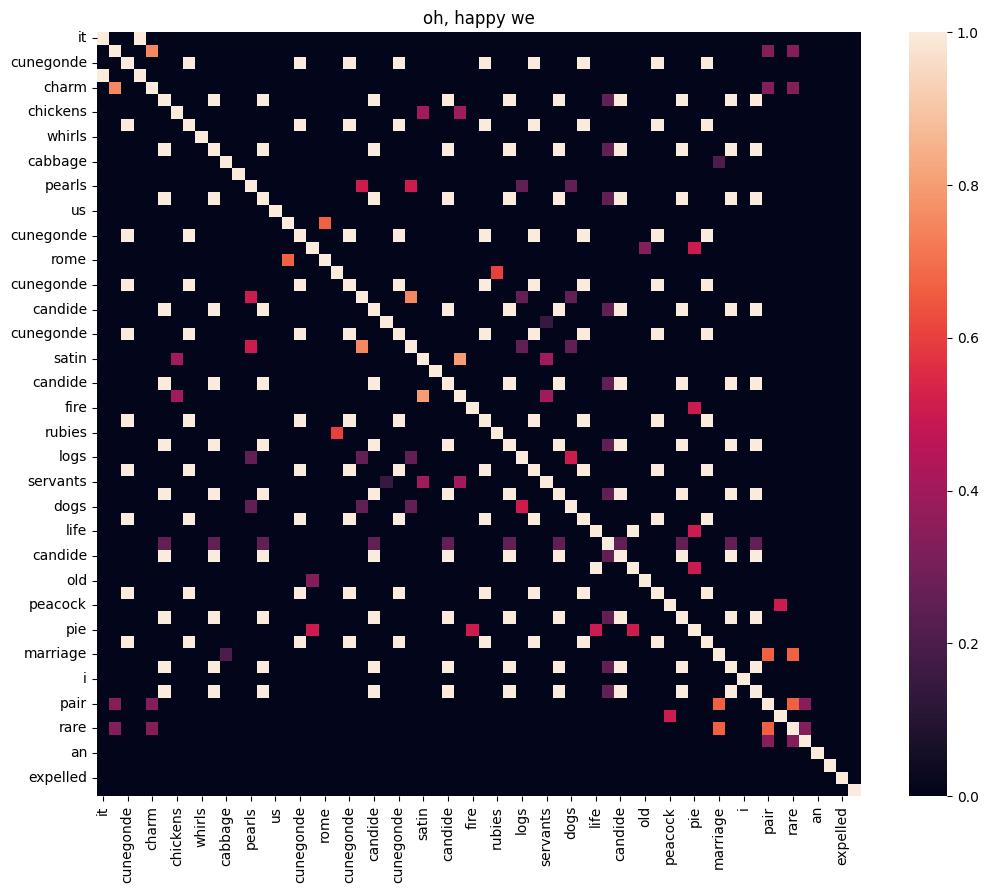 oh, happy we
it
cunegonde
charm
chickens
whirls
cabbage
pearls
us
cunegonde
rome
cunegonde
candide
cunegonde
satin
candide
fire
rubies
logs
servants
dogs
life
candide
old
peacock
pie
marriage
i
pair
rare
an
expelled
1.0
0.8
0.6
0.4
0.2
0.0
it
cunegonde
charm
chickens
whirls
cabbage
pearls
us
cunegonde
rome
cunegonde
candide
cunegonde
satin
candide
fire
rubies
logs
servants
dogs
life
candide
old
peacock
pie
marriage
i
pair
rare
an
expelled